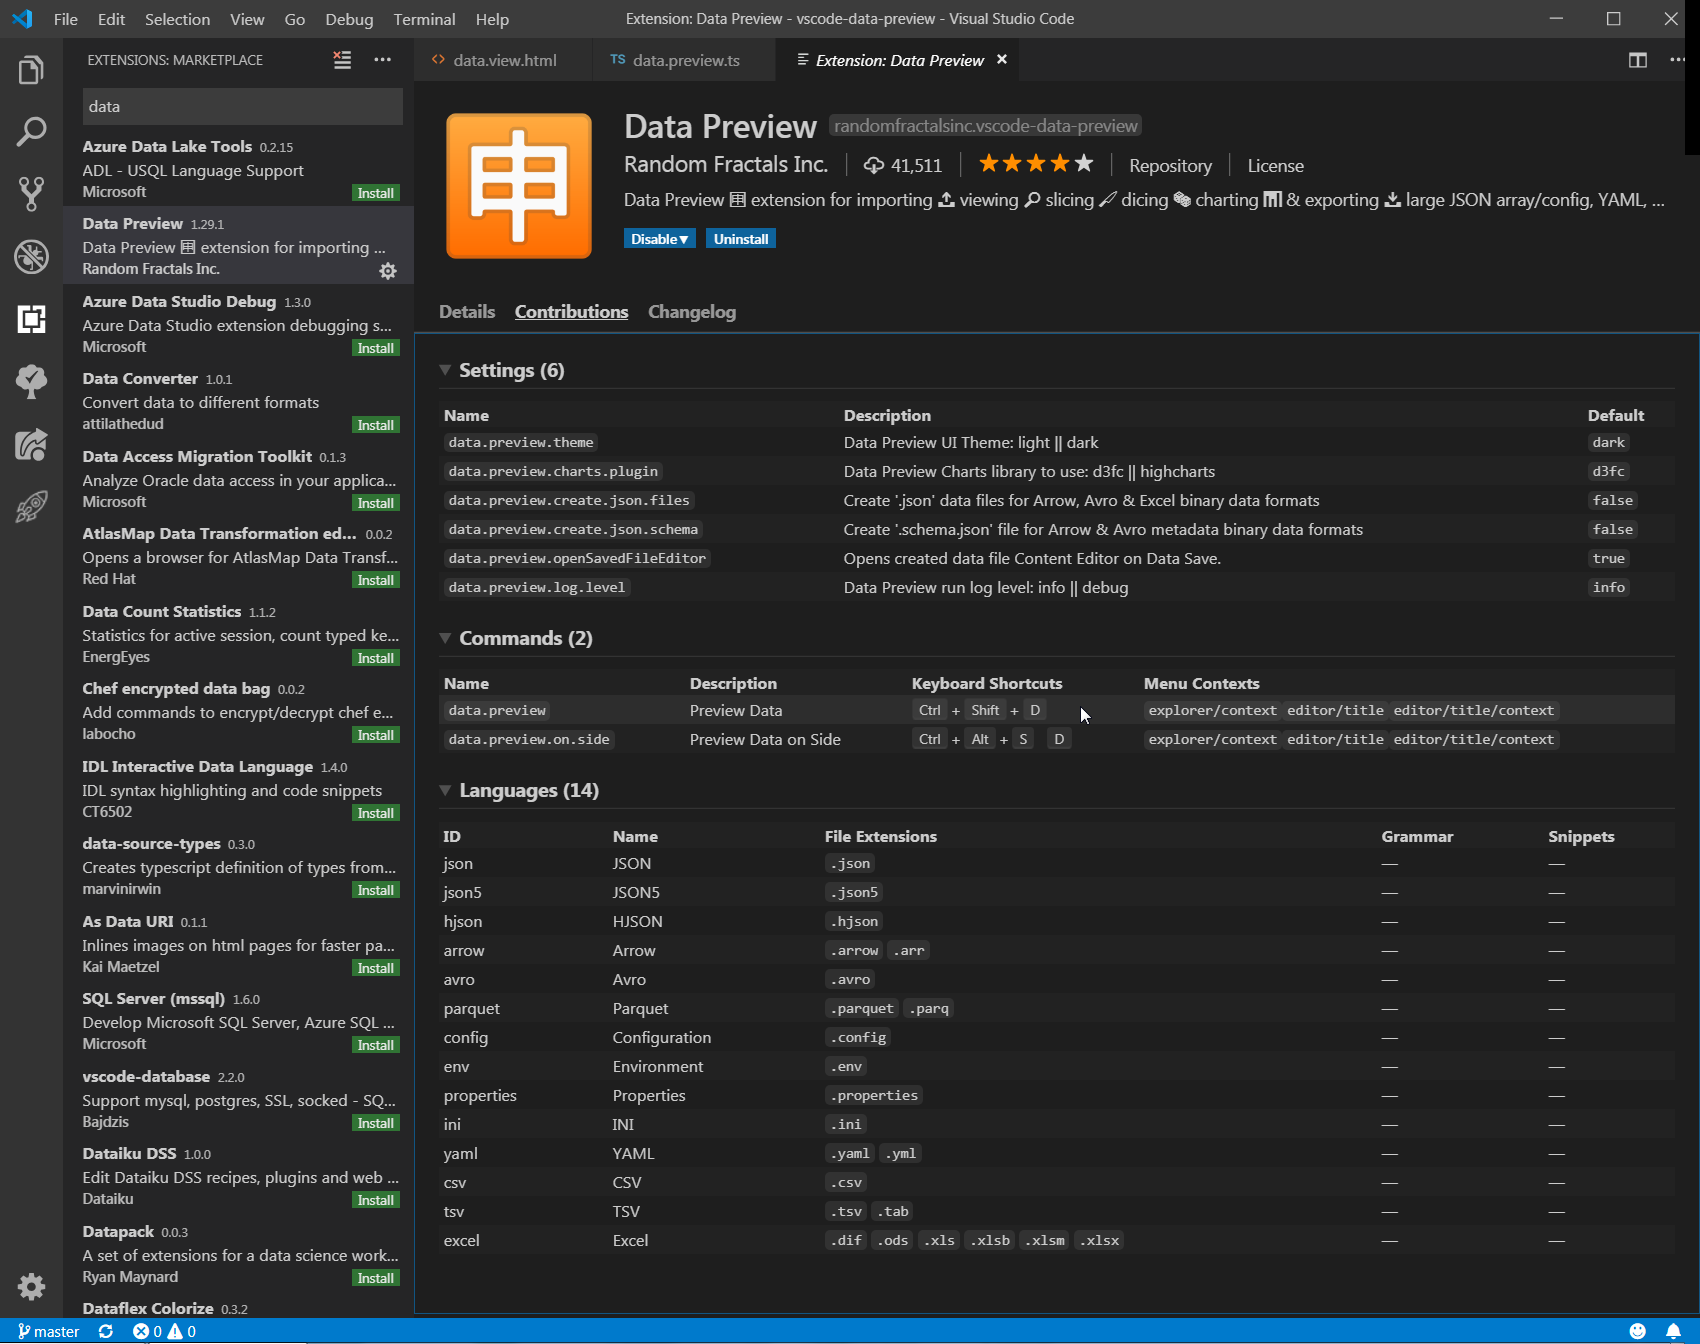 File Edit Selection View Go Debug Terminal Help
Extension: Data Preview - vscode-data-preview - Visual Studio Code
EXTENSIONS: MARKETPLACE
data
Azure Data Lake Tools 0.2.15
ADL - USQL Language Support
Microsoft Install
Data Preview 1.29.1
Data Preview 囲 extension for importing ...
Random Fractals Inc.
Azure Data Studio Debug 1.3.0
Azure Data Studio extension debugging s...
Microsoft Install
Data Converter 1.0.1
Convert data to different formats
attilathedud Install
Data Access Migration Toolkit 0.1.3
Analyze Oracle data access in your applica...
Microsoft Install
AtlasMap Data Transformation ed... 0.0.2
Opens a browser for AtlasMap Data Transf...
Red Hat Install
Data Count Statistics 1.1.2
Statistics for active session, count typed ke...
EnergEyes Install
Chef encrypted data bag 0.0.2
Add commands to encrypt/decrypt chef e...
labocho Install
IDL Interactive Data Language 1.4.0
IDL syntax highlighting and code snippets
CT6502 Install
data-source-types 0.3.0
Creates typescript definition of types from...
marvinirwin Install
As Data URI 0.1.1
Inlines images on html pages for faster pa...
Kai Maetzel Install
SQL Server (mssql) 1.6.0
Develop Microsoft SQL Server, Azure SQL ...
Microsoft Install
vscode-database 2.2.0
Support mysql, postgres, SSL, socked - SQ...
Bajdzis Install
Dataiku DSS 1.0.0
Edit Dataiku DSS recipes, plugins and web ...
Dataiku Install
Datapack 0.0.3
A set of extensions for a data science work...
Ryan Maynard Install
Dataflex Colorize 0.3.2
data.view.html TS data.preview.ts Extension: Data Preview
申
Data Preview randomfractalsinc.vscode-data-preview
Random Fractals Inc. 41,511 Repository License
Data Preview extension for importing viewing slicing dicing charting & exporting large JSON array/config, YAML, ...
Disable▼ Uninstall
Details Contributions Changelog
Settings (6)
Name Description Default
data.preview.theme Data Preview UI Theme: light || dark dark
data.preview.charts.plugin Data Preview Charts library to use: d3fc || highcharts d3fc
data.preview.create.json.files Create '.json' data files for Arrow, Avro & Excel binary data formats false
data.preview.create.json.schema Create '.schema.json' file for Arrow & Avro metadata binary data formats false
data.preview.openSavedFileEditor Opens created data file Content Editor on Data Save. true
data.preview.log.level Data Preview run log level: info || debug info
Commands (2)
Name Description Keyboard Shortcuts Menu Contexts
data.preview Preview Data Ctrl + Shift + D explorer/context editor/title editor/title/context
data.preview.on.side Preview Data on Side Ctrl + Alt + S D explorer/context editor/title editor/title/context
Languages (14)
ID Name File Extensions Grammar Snippets
json JSON .json — —
json5 JSON5 .json5 — —
hjson HJSON .hjson — —
arrow Arrow .arrow .arr — —
avro Avro .avro — —
parquet Parquet .parquet .parq — —
config Configuration .config — —
env Environment .env — —
properties Properties .properties — —
ini INI .ini — —
yaml YAML .yaml .yml — —
csv CSV .csv — —
tsv TSV .tsv .tab — —
excel Excel .dif .ods .xls .xlsb .xlsm .xlsx — —
master 0 0